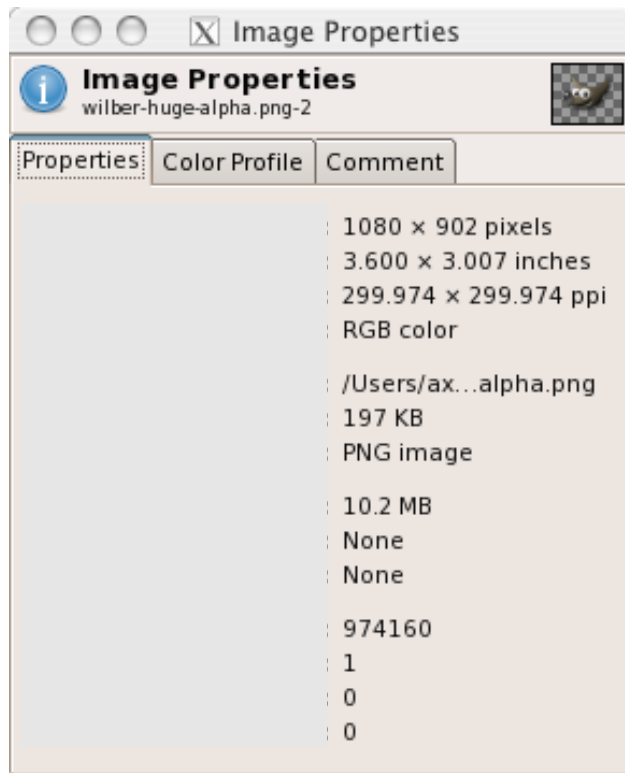 Image Properties
Image Properties
wilber-huge-alpha.png-2
Properties Color Profile Comment
: 1080 × 902 pixels
: 3.600 × 3.007 inches
: 299.974 × 299.974 ppi
: RGB color
: /Users/ax...alpha.png
: 197 KB
: PNG image
: 10.2 MB
: None
: None
: 974160
: 1
: 0
: 0